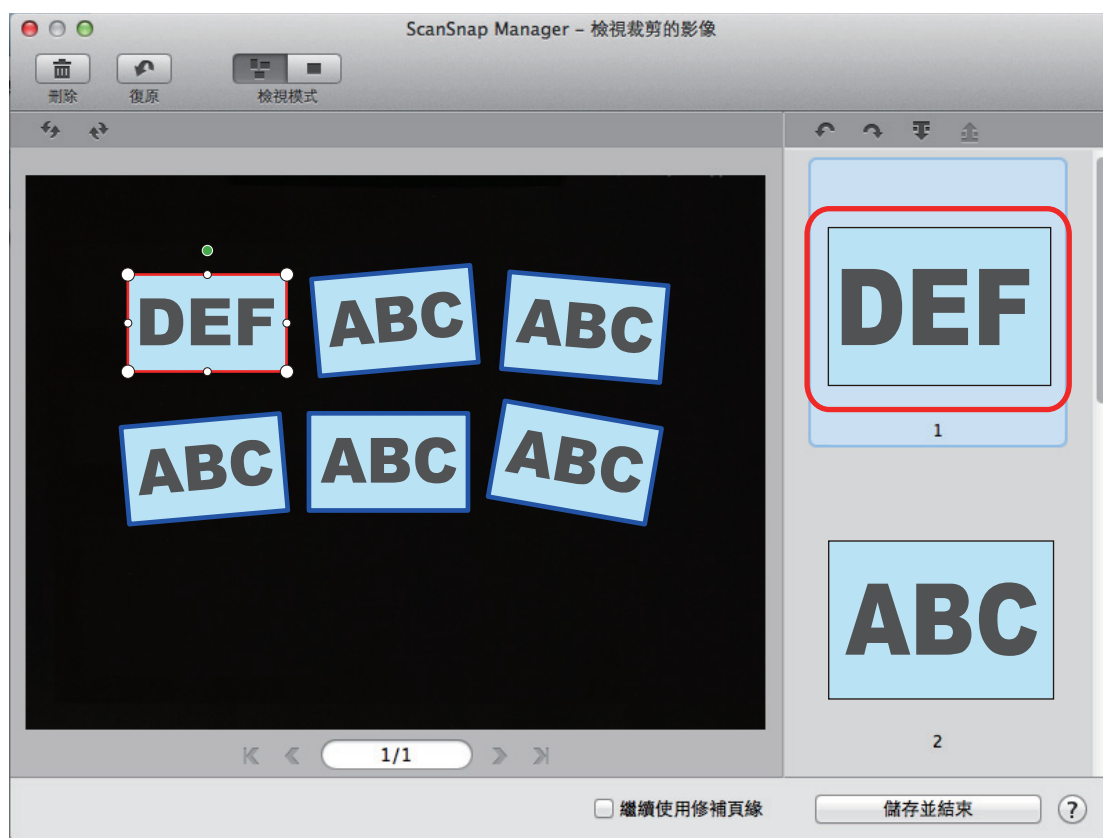 ScanSnap Manager – 檢視裁剪的影像
刪除 復原 檢視模式
DEF ABC ABC
ABC ABC ABC
1/1
DEF
1
ABC
2
繼續使用修補頁緣 儲存並結束 ?